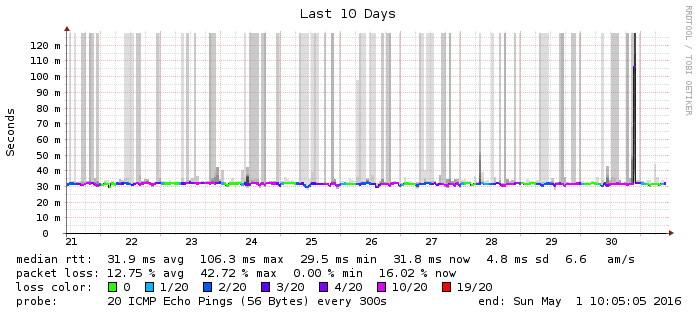 Last 10 Days
RRDTOOL / TOBI OETIKER
Seconds
120 m
110 m
100 m
90 m
80 m
70 m
60 m
50 m
40 m
30 m
20 m
10 m
0
21 22 23 24 25 26 27 28 29 30
median rtt: 31.9 ms avg 106.3 ms max 29.5 ms min 31.8 ms now 4.8 ms sd 6.6 am/s
packet loss: 12.75 % avg 42.72 % max 0.00 % min 16.02 % now
loss color: 0 1/20 2/20 3/20 4/20 10/20 19/20
probe: 20 ICMP Echo Pings (56 Bytes) every 300s end: Sun May 1 10:05:05 2016